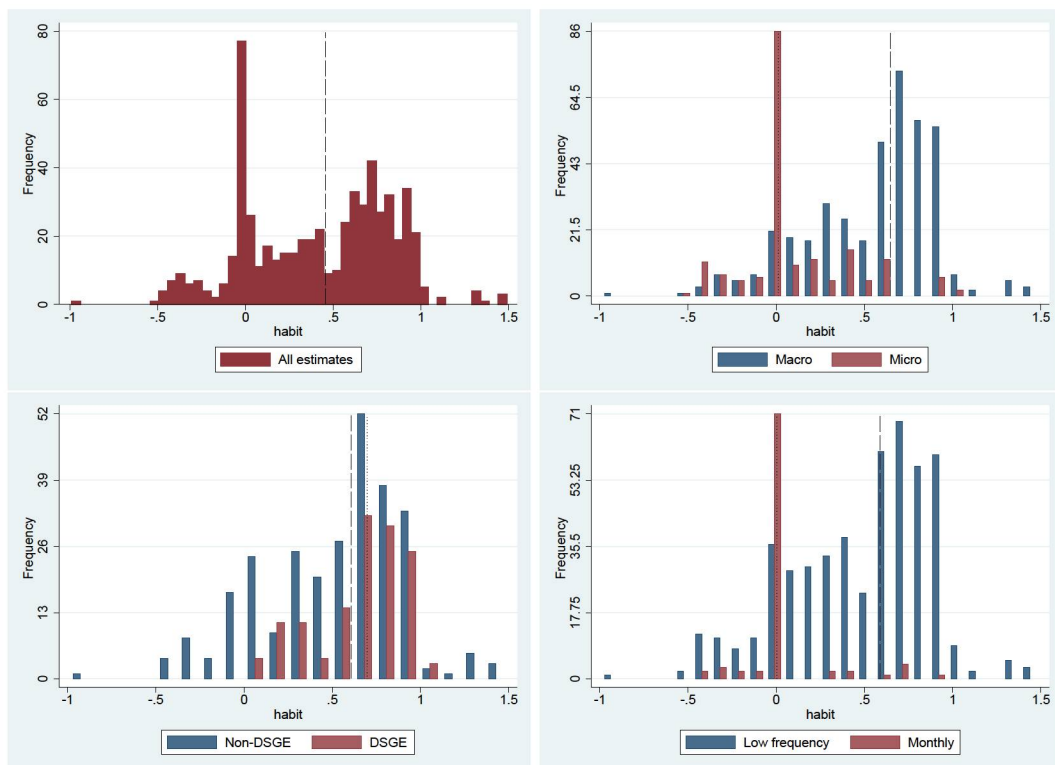 Frequency
80
60
40
20
0
-1
-.5
0
.5
1
1.5
habit
All estimates
Frequency
86
64.5
43
21.5
0
-1
-.5
0
.5
1
1.5
habit
Macro
Micro
Frequency
52
39
26
13
0
-1
-.5
0
.5
1
1.5
habit
Non-DSGE
DSGE
Frequency
71
53.25
35.5
17.75
0
-1
-.5
0
.5
1
1.5
habit
Low frequency
Monthly